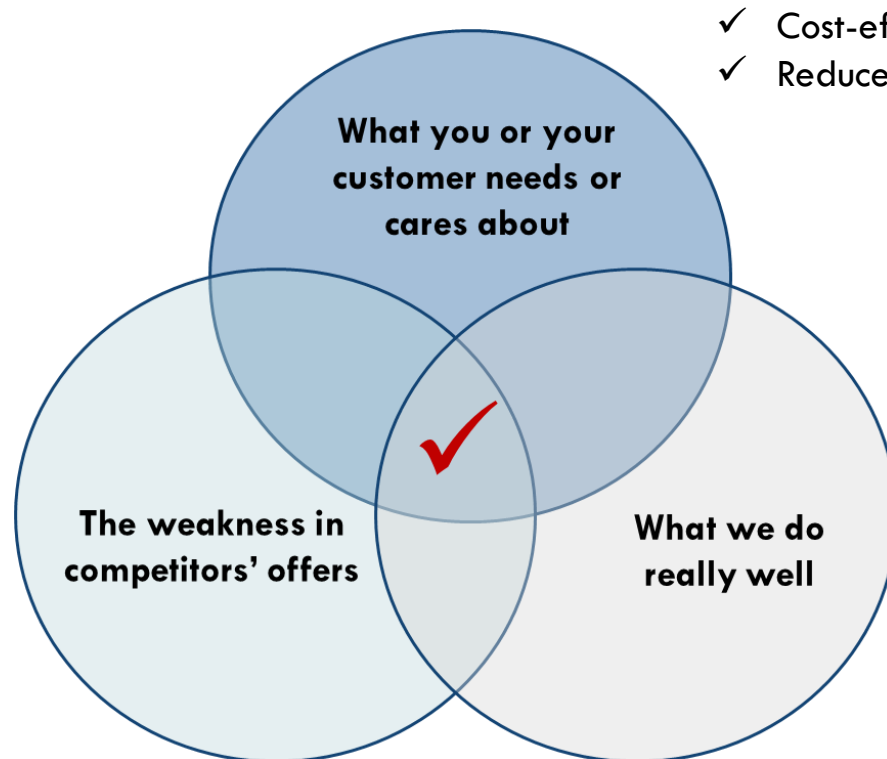 ✓ Cost-ef
✓ Reduce
What you or your
customer needs or
cares about
The weakness in
competitors’ offers
What we do
really well